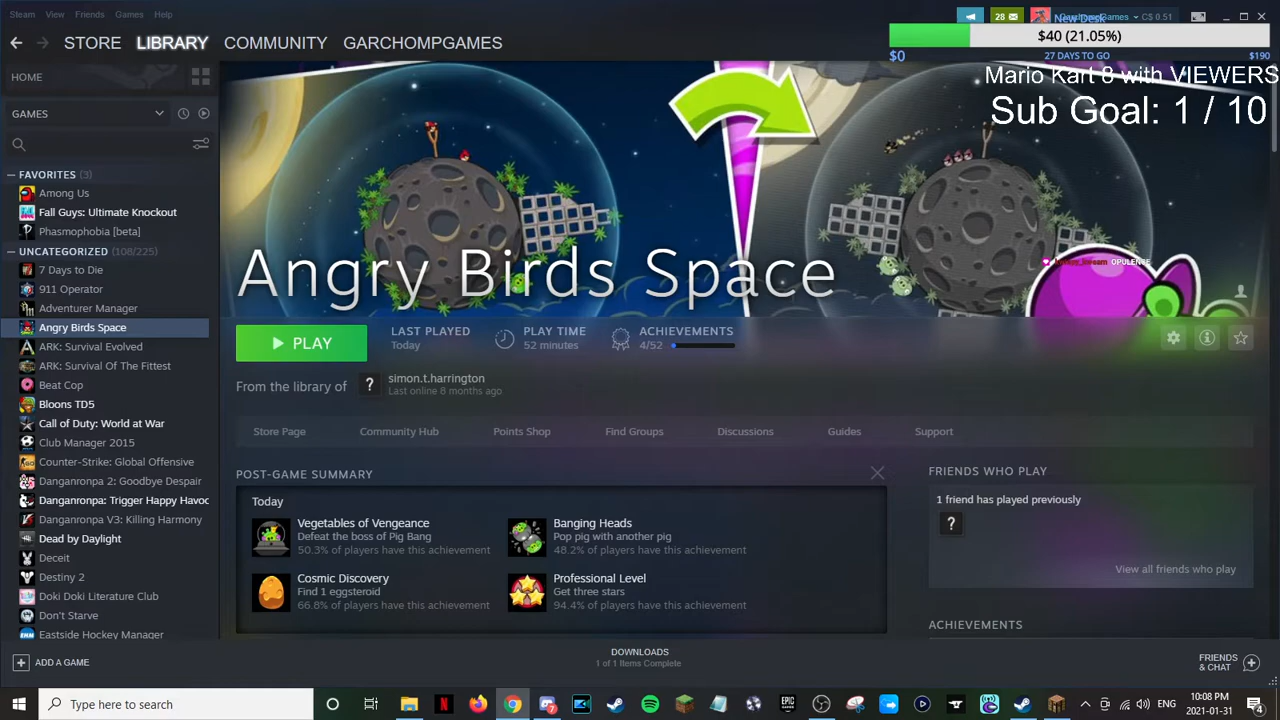 Steam View Friends Games Help
28
GarchompGames
C$ 0.51
New Desk
STORE LIBRARY COMMUNITY GARCHOMPGAMES
$40 (21.05%)
$0 27 DAYS TO GO $190
Mario Kart 8 with VIEWERS
Sub Goal: 1 / 10
HOME
GAMES
FAVORITES (3)
Among Us
Fall Guys: Ultimate Knockout
Phasmophobia [beta]
UNCATEGORIZED (108/225)
7 Days to Die
911 Operator
Adventurer Manager
Angry Birds Space
ARK: Survival Evolved
ARK: Survival Of The Fittest
Beat Cop
Bloons TD5
Call of Duty: World at War
Club Manager 2015
Counter-Strike: Global Offensive
Danganronpa 2: Goodbye Despair
Danganronpa: Trigger Happy Havoc
Danganronpa V3: Killing Harmony
Dead by Daylight
Deceit
Destiny 2
Doki Doki Literature Club
Don't Starve
Eastside Hockey Manager
Angry Birds Space
OPULENCE
PLAY
LAST PLAYED
Today
PLAY TIME
52 minutes
ACHIEVEMENTS
4/52
From the library of
simon.t.harrington
Last online 8 months ago
Store Page Community Hub Points Shop Find Groups Discussions Guides Support
POST-GAME SUMMARY
Today
Vegetables of Vengeance
Defeat the boss of Pig Bang
50.3% of players have this achievement
Banging Heads
Pop pig with another pig
48.2% of players have this achievement
Cosmic Discovery
Find 1 eggsteroid
66.8% of players have this achievement
Professional Level
Get three stars
94.4% of players have this achievement
FRIENDS WHO PLAY
1 friend has played previously
View all friends who play
ACHIEVEMENTS
ADD A GAME
DOWNLOADS
1 of 1 Items Complete
FRIENDS
& CHAT
Type here to search
ENG
10:08 PM
2021-01-31
4